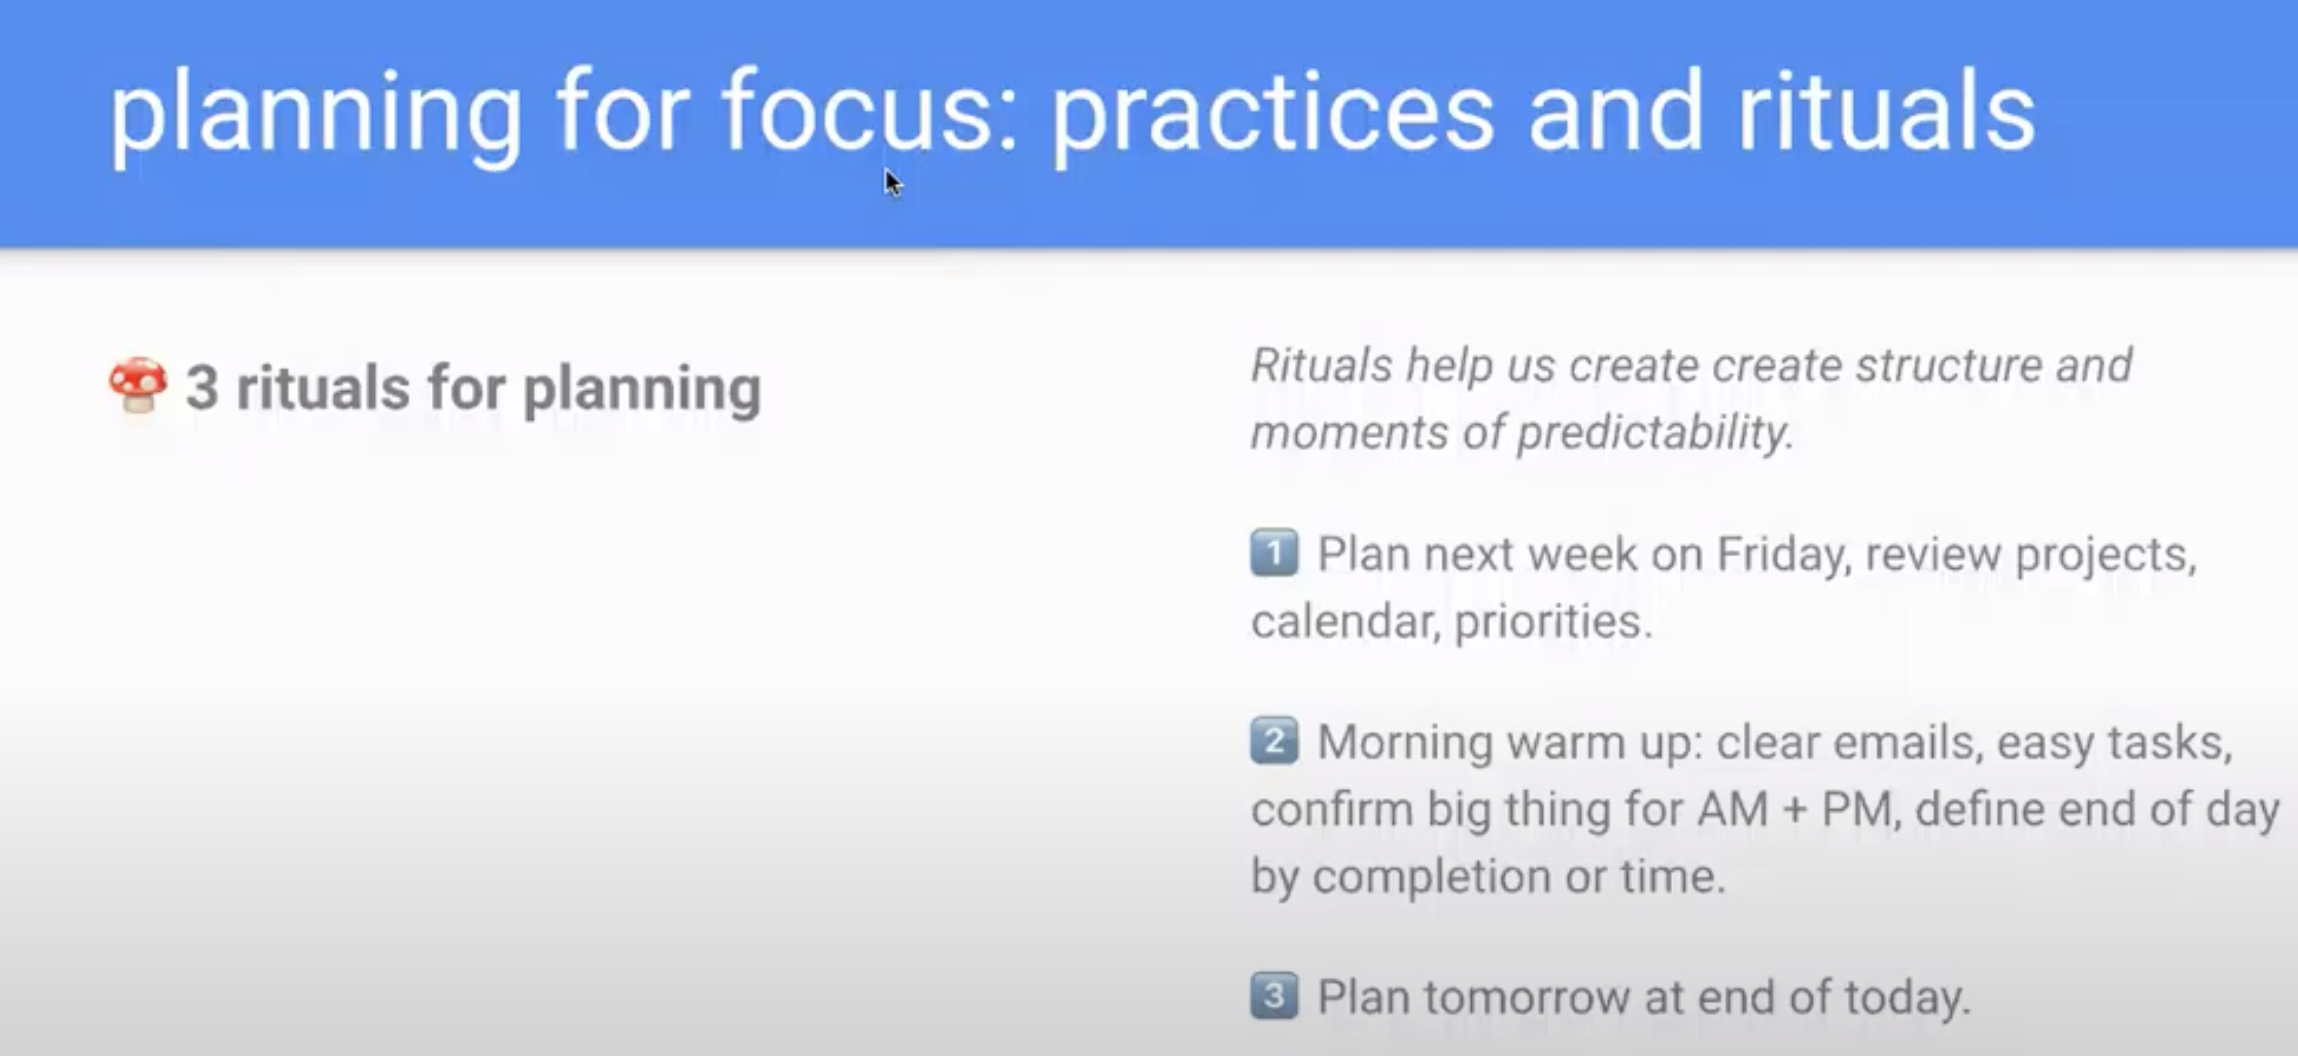 planning for focus: practices and rituals
🍄 3 rituals for planning
Rituals help us create create structure and
moments of predictability.
1️⃣ Plan next week on Friday, review projects,
calendar, priorities.
2️⃣ Morning warm up: clear emails, easy tasks,
confirm big thing for AM + PM, define end of day
by completion or time.
3️⃣ Plan tomorrow at end of today.